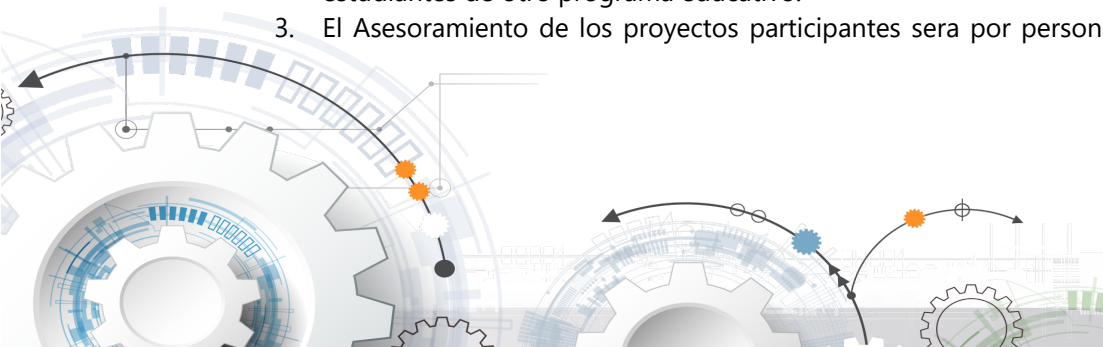 estudiantes de otro programa educativo.
3. El Asesoramiento de los proyectos participantes sera por person